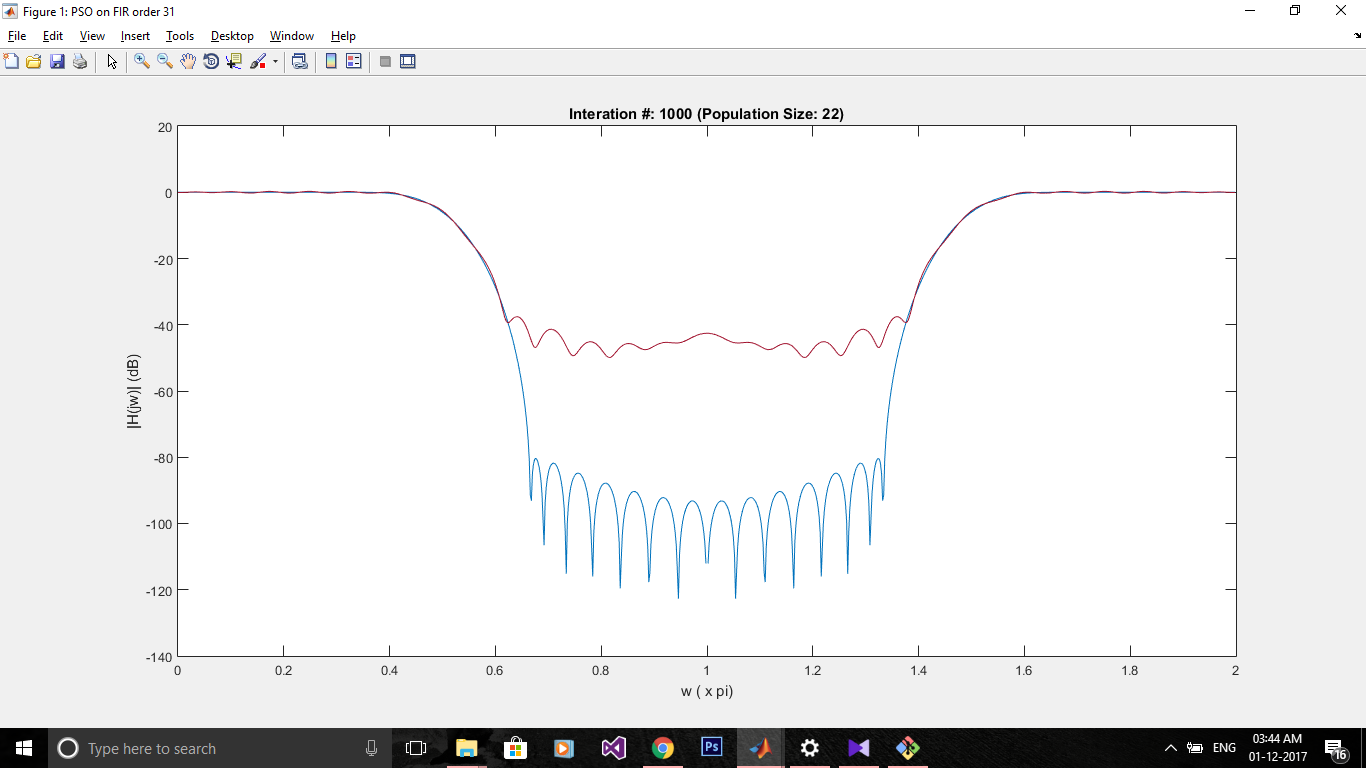 Figure 1: PSO on FIR order 31
File Edit View Insert Tools Desktop Window Help
Interation #: 1000 (Population Size: 22)
20
0
-20
-40
-60
-80
-100
-120
-140
|H(jw)| (dB)
0 0.2 0.4 0.6 0.8 1 1.2 1.4 1.6 1.8 2
w ( x pi)
Type here to search
Ps
ENG
03:44 AM
01-12-2017
16